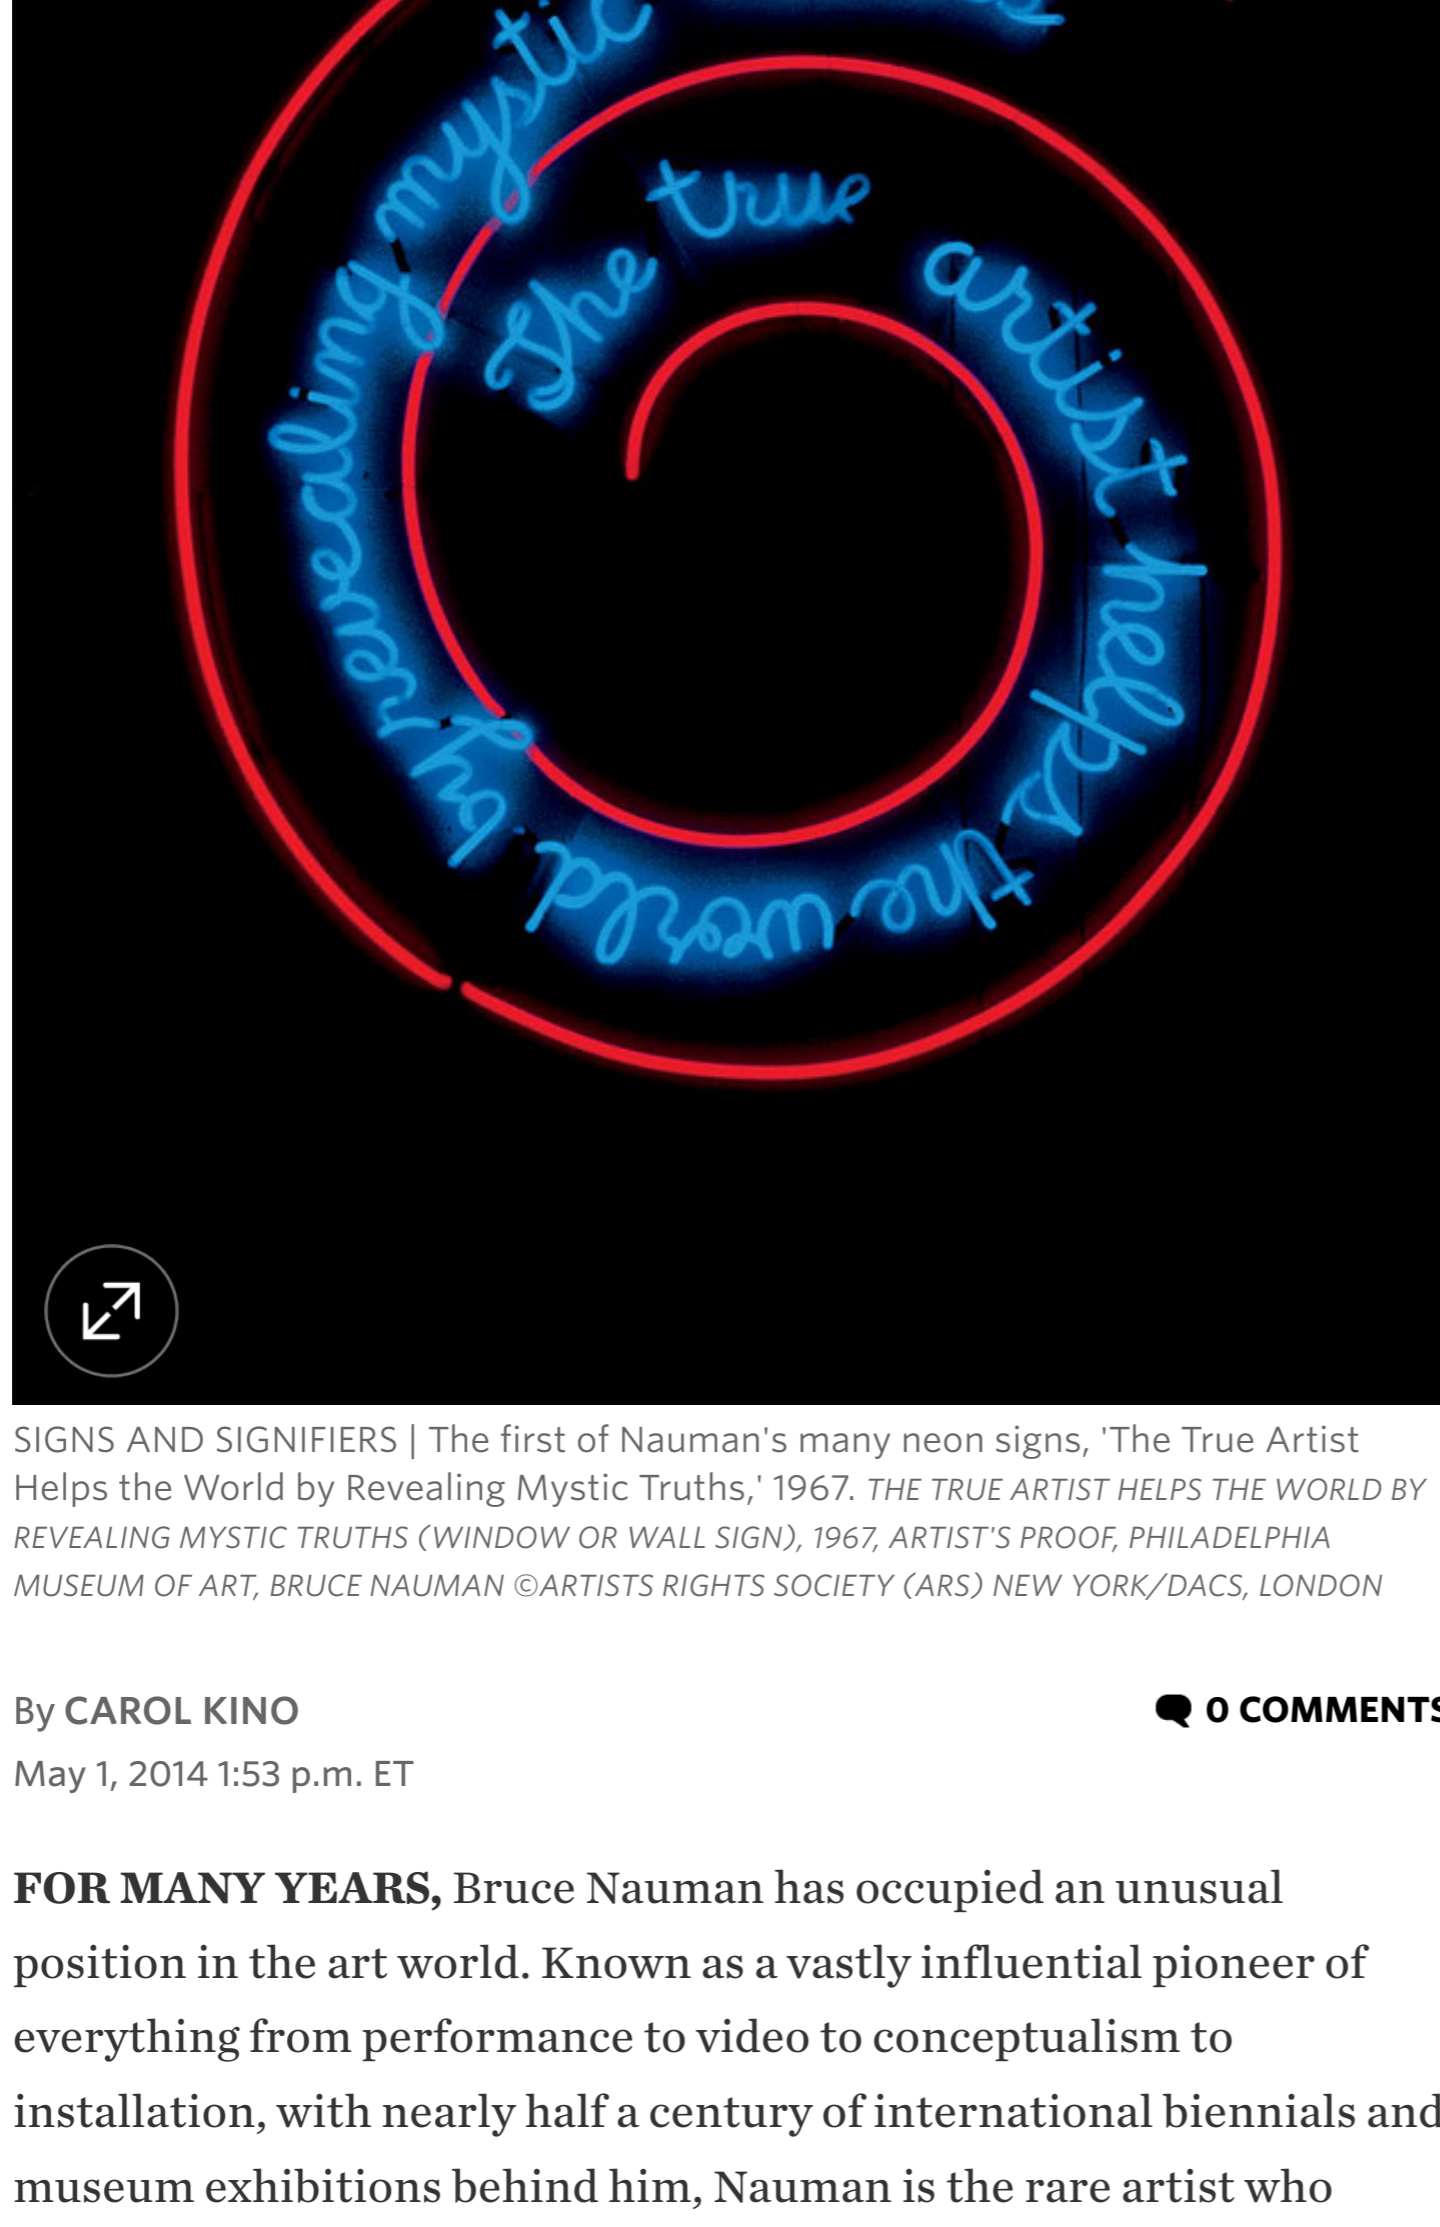 The true artist helps the world by revealing mystic
SIGNS AND SIGNIFIERS | The first of Nauman's many neon signs, 'The True Artist
Helps the World by Revealing Mystic Truths,' 1967. THE TRUE ARTIST HELPS THE WORLD BY
REVEALING MYSTIC TRUTHS (WINDOW OR WALL SIGN), 1967, ARTIST'S PROOF, PHILADELPHIA
MUSEUM OF ART, BRUCE NAUMAN ©ARTISTS RIGHTS SOCIETY (ARS) NEW YORK/DACS, LONDON
By CAROL KINO
0 COMMENTS
May 1, 2014 1:53 p.m. ET
FOR MANY YEARS, Bruce Nauman has occupied an unusual
position in the art world. Known as a vastly influential pioneer of
everything from performance to video to conceptualism to
installation, with nearly half a century of international biennials and
museum exhibitions behind him, Nauman is the rare artist who